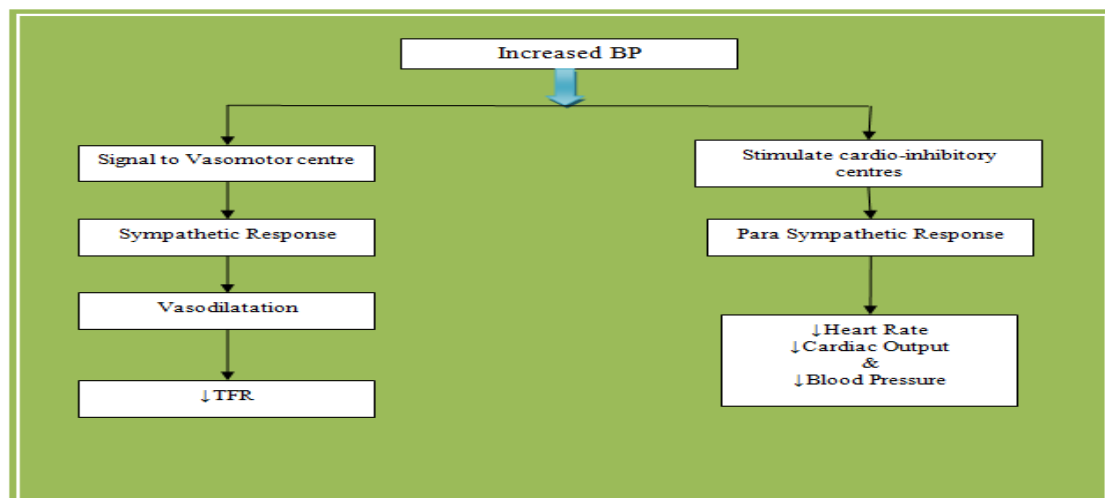 Increased BP
Signal to Vasomotor centre
Sympathetic Response
Vasodilatation
↓TFR
Stimulate cardio-inhibitory
centres
Para Sympathetic Response
↓Heart Rate
↓Cardiac Output
&
↓Blood Pressure